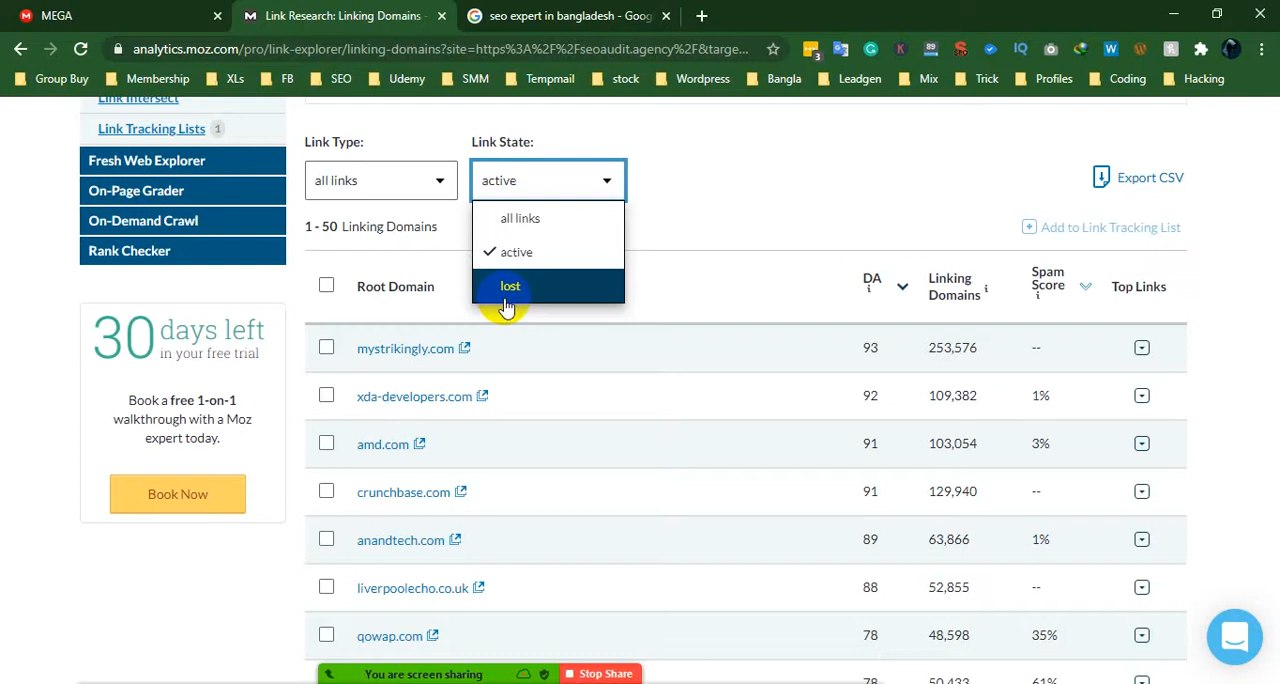 MEGA
Link Research: Linking Domains -
seo expert in bangladesh - Goog
analytics.moz.com/pro/link-explorer/linking-domains?site=https%3A%2F%2Fseoaudit.agency%2F&targe...
Group Buy
Membership
XLs
FB
SEO
Udemy
SMM
Tempmail
stock
Wordpress
Bangla
Leadgen
Mix
Trick
Profiles
Coding
Hacking
Link Intersect
Link Tracking Lists 1
Fresh Web Explorer
On-Page Grader
On-Demand Crawl
Rank Checker
30 days left
in your free trial
Book a free 1-on-1
walkthrough with a Moz
expert today.
Book Now
Link Type:
Link State:
all links
active
all links
active
lost
Export CSV
1 - 50 Linking Domains
Add to Link Tracking List
Root Domain
DA
Linking
Domains
Spam
Score
Top Links
mystrikingly.com 93 253,576 --
xda-developers.com 92 109,382 1%
amd.com 91 103,054 3%
crunchbase.com 91 129,940 --
anandtech.com 89 63,866 1%
liverpoolecho.co.uk 88 52,855 --
qowap.com 78 48,598 35%
78 50,433 61%
You are screen sharing
Stop Share